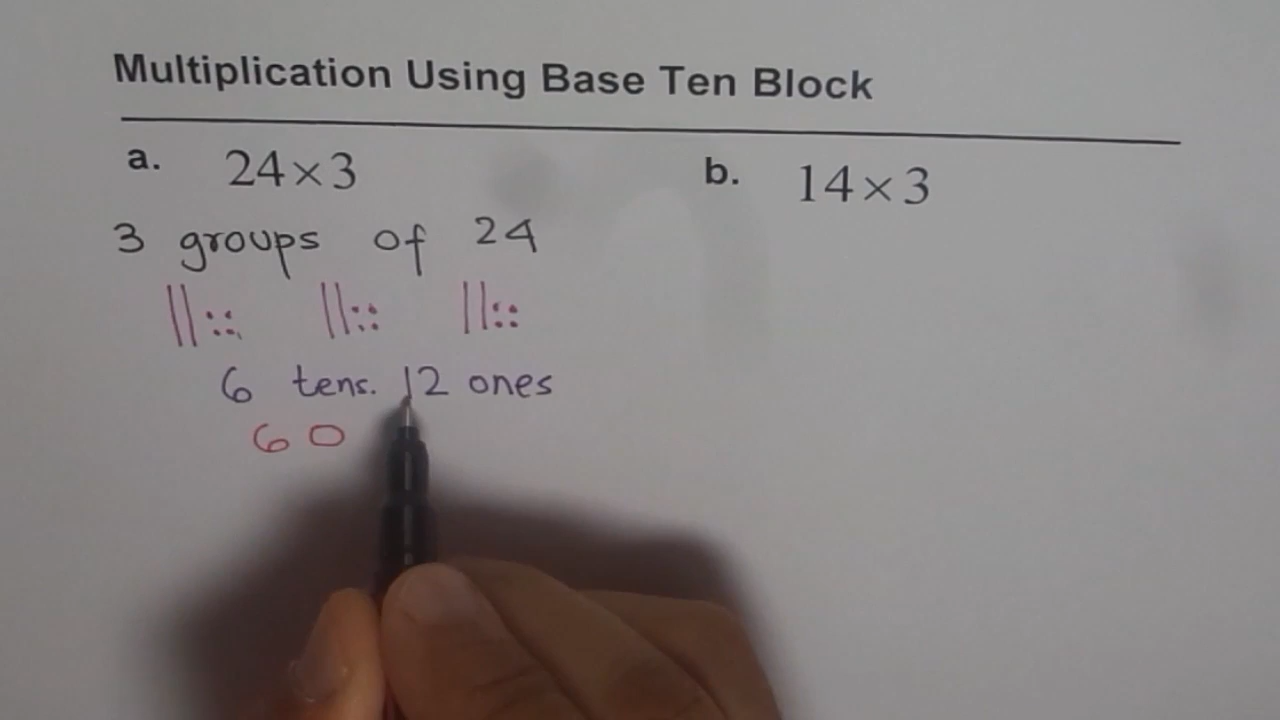 Multiplication Using Base Ten Block
a. 24×3
b. 14×3
3 groups of 24
6 tens. 12 ones
60